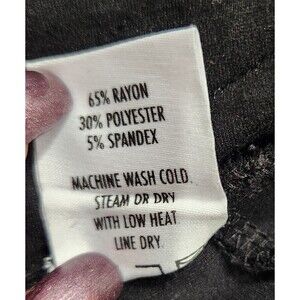 65% RAYON
30% POLYESTER
5% SPANDEX
MACHINE WASH COLD
STEAM OR DRY
WITH LOW HEAT
LINE DRY